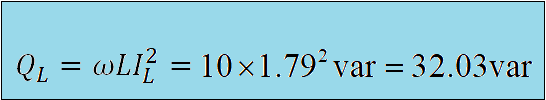 Q_L = ωLI_L^2 = 10×1.79^2 var = 32.03var